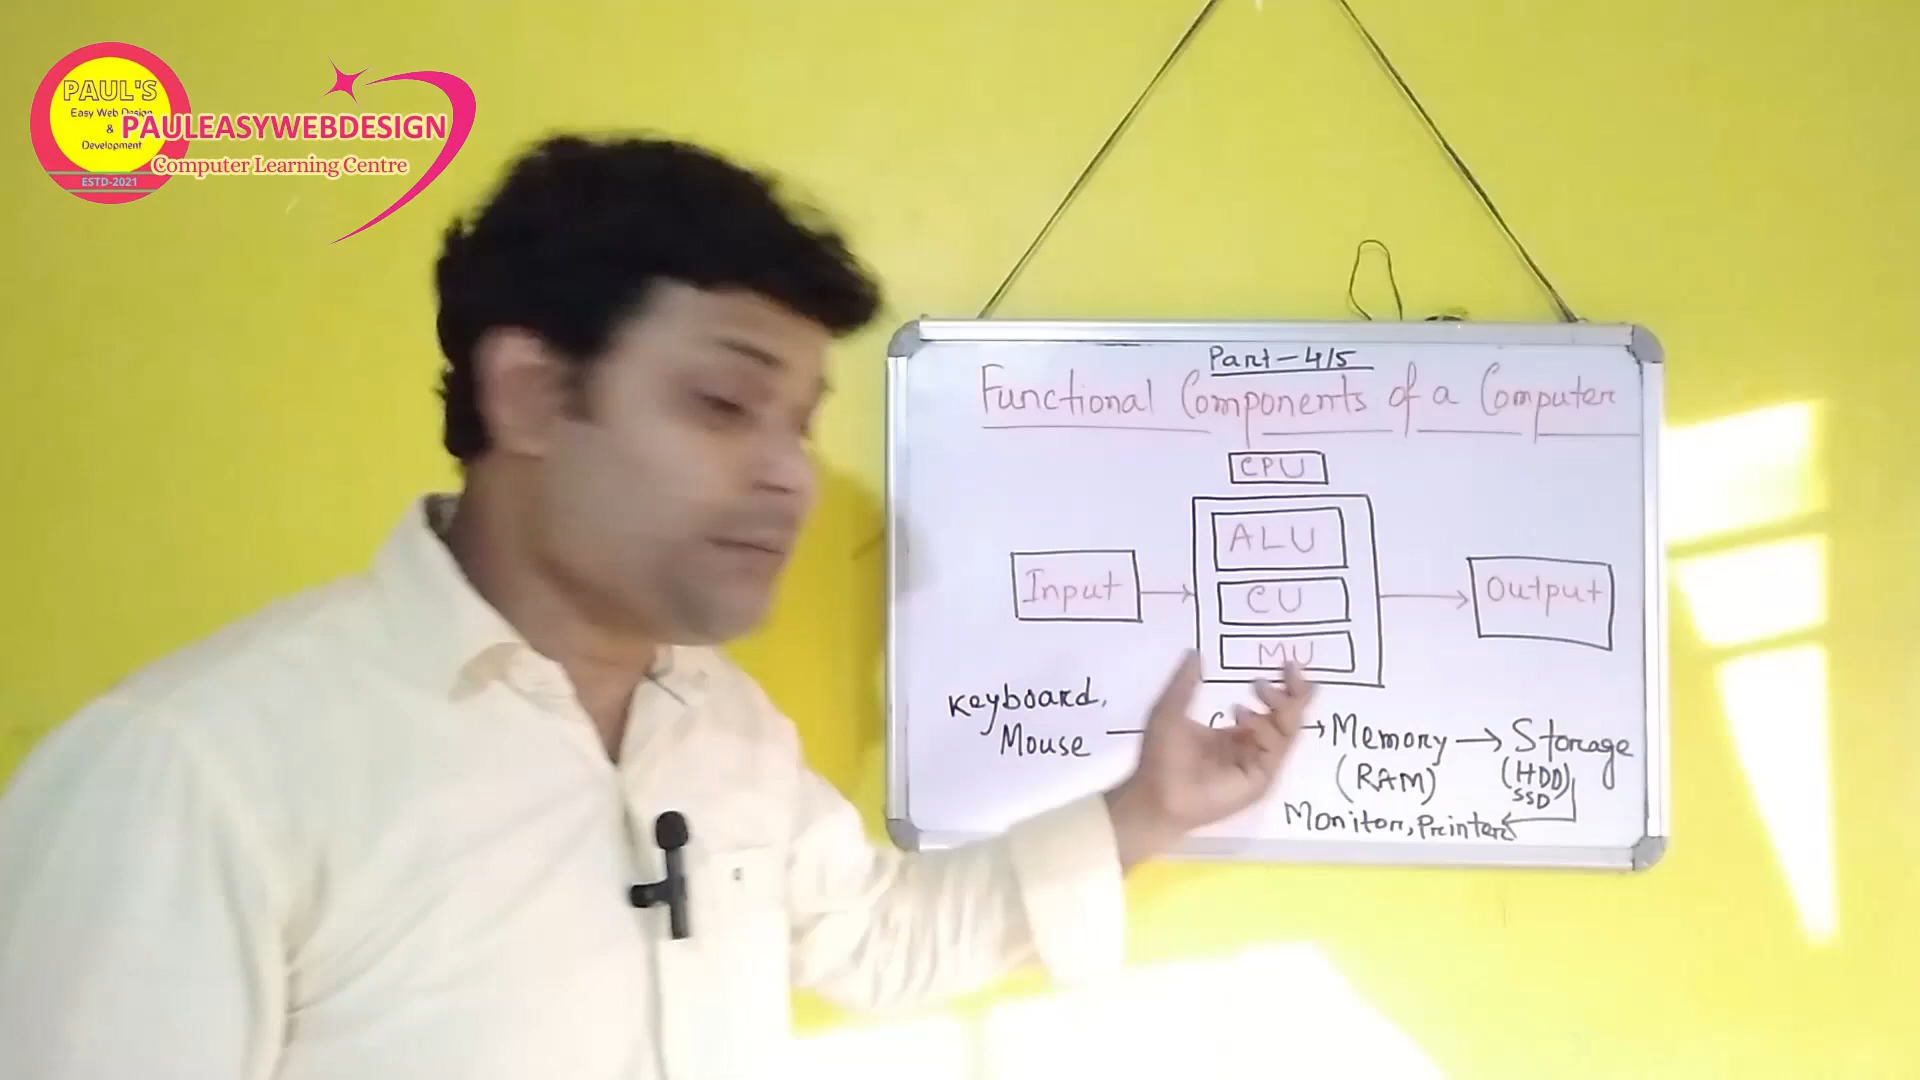 PAUL'S
Easy Web Design
&
Development
ESTD-2021
PAULEASYWEBDESIGN
Computer Learning Centre
Part-4/5
Functional Components of a Computer
CPU
ALU
Input
CU
Output
MU
Keyboard,
Mouse
Memory
Storage
(RAM)
(HDD)
SSD
Monitor, Printer